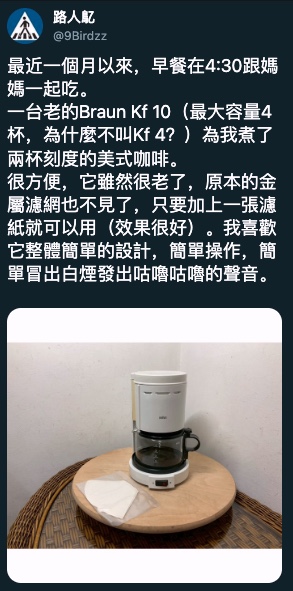 路人髰
@9Birdzz
最近一個月以來，早餐在4:30跟媽
媽一起吃。
一台老的Braun Kf 10（最大容量4
杯，為什麼不叫Kf 4？）為我煮了
兩杯刻度的美式咖啡。
很方便，它雖然很老了，原本的金
屬濾網也不見了，只要加上一張濾
紙就可以用（效果很好）。我喜歡
它整體簡單的設計，簡單操作，簡
單冒出白煙發出咕嚕咕嚕的聲音。